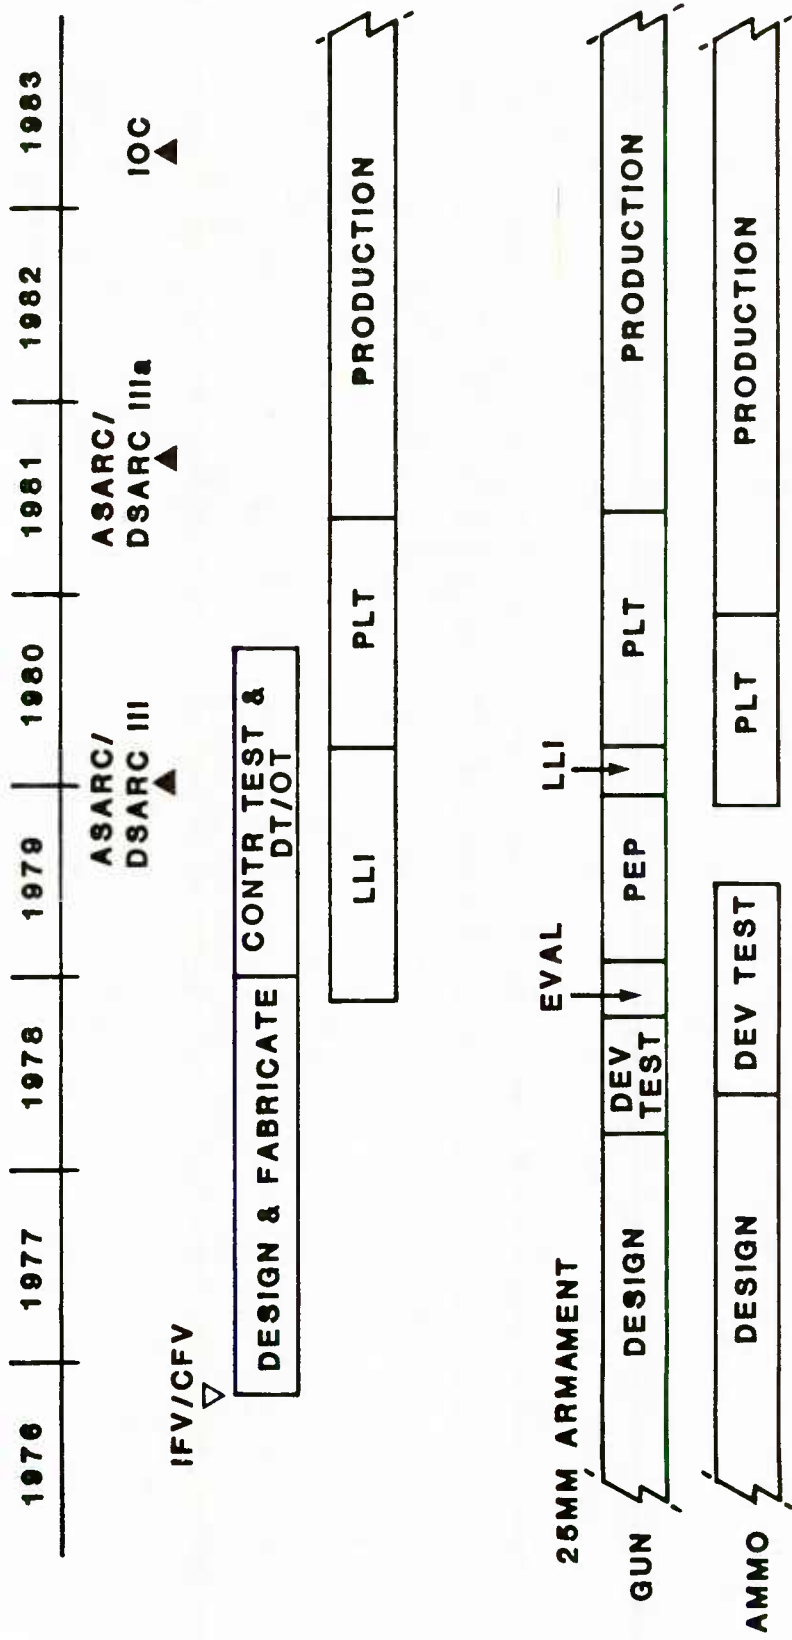 1976 1977 1978 1979 1980 1981 1982 1983
ASARC/
DSARC III
ASARC/
DSARC IIIa
IOC
IFV/CFV
DESIGN & FABRICATE
CONTR TEST &
DT/OT
LLI
PLT
PRODUCTION
25MM ARMAMENT
EVAL
LLI
GUN
DESIGN
DEV
TEST
PEP
PLT
PRODUCTION
AMMO
DESIGN
DEV TEST
PLT
PRODUCTION